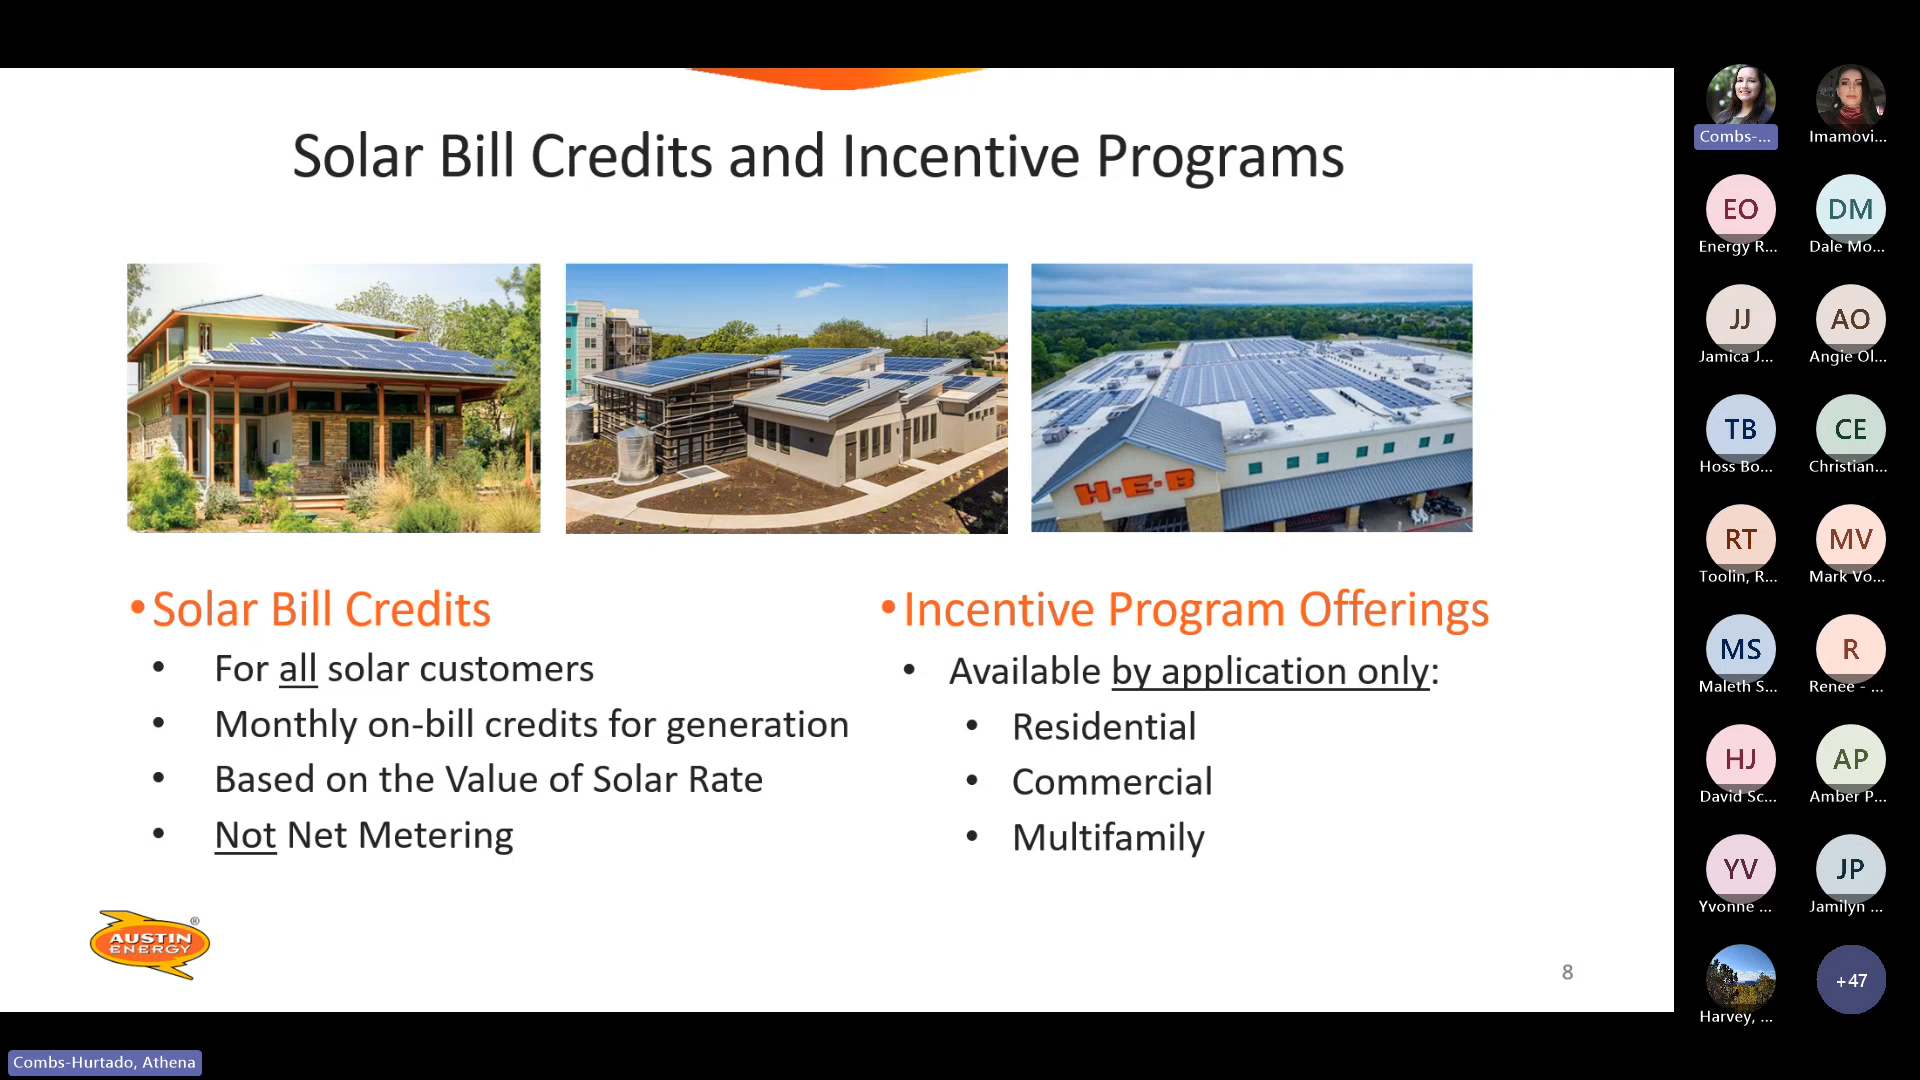 Solar Bill Credits and Incentive Programs
H-E-B
•Solar Bill Credits
• For all solar customers
• Monthly on-bill credits for generation
• Based on the Value of Solar Rate
• Not Net Metering
•Incentive Program Offerings
• Available by application only:
• Residential
• Commercial
• Multifamily
AUSTIN
ENERGY
®
8
Combs-...
Imamovi...
EO
Energy R...
DM
Dale Mo...
JJ
Jamica J...
AO
Angie Ol...
TB
Hoss Bo...
CE
Christian...
RT
Toolin, R...
MV
Mark Vo...
MS
Maleth S...
R
Renee - ...
HJ
David Sc...
AP
Amber P...
YV
Yvonne ...
JP
Jamilyn ...
Harvey, ...
+47
Combs-Hurtado, Athena